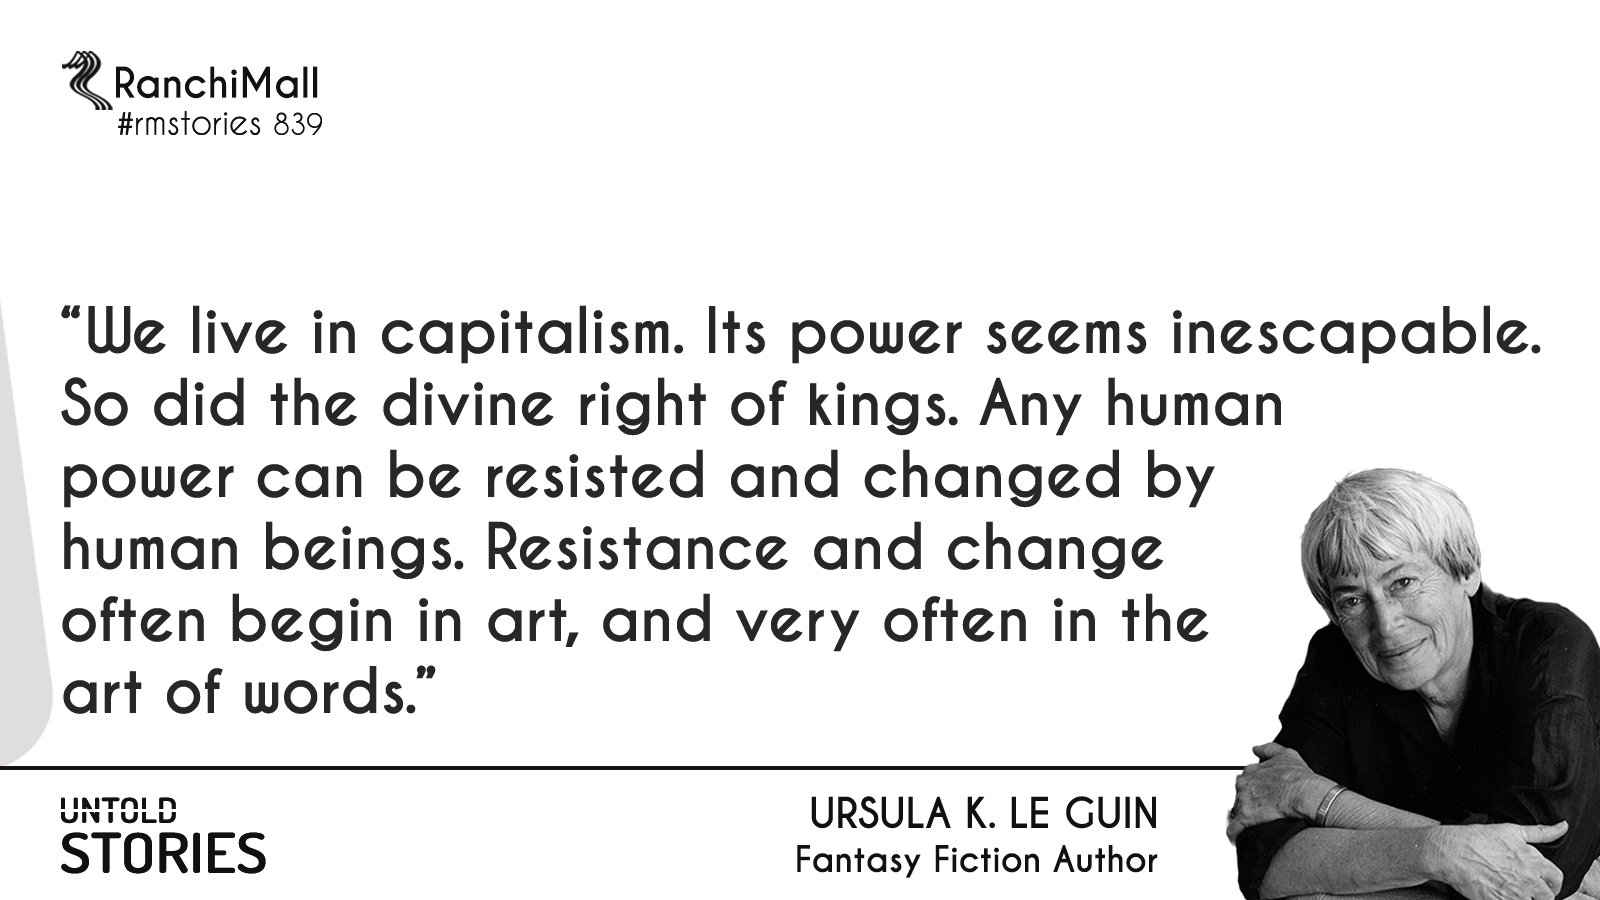 RanchiMall
#rmstories 839
“We live in capitalism. Its power seems inescapable.
So did the divine right of kings. Any human
power can be resisted and changed by
human beings. Resistance and change
often begin in art, and very often in the
art of words.”
UNTOLD
STORIES
URSULA K. LE GUIN
Fantasy Fiction Author